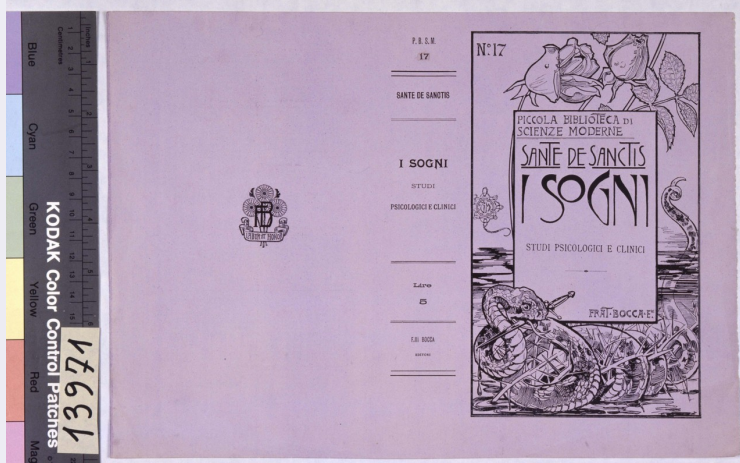 Inches
Centimetres
Blue
Cyan
Green
Yellow
Red
Mag
KODAK Color Control Patches
13971
P. B. S. M.
17
SANTE DE SANCTIS
I SOGNI
STUDI
PSICOLOGICI E CLINICI
Lire
5
F.lli BOCCA
EDITORI
N.º 17
PICCOLA BIBLIOTECA DI
SCIENZE MODERNE
SANTE DE SANCTIS
I SOGNI
STUDI PSICOLOGICI E CLINICI
FRAT. BOCCA. E.